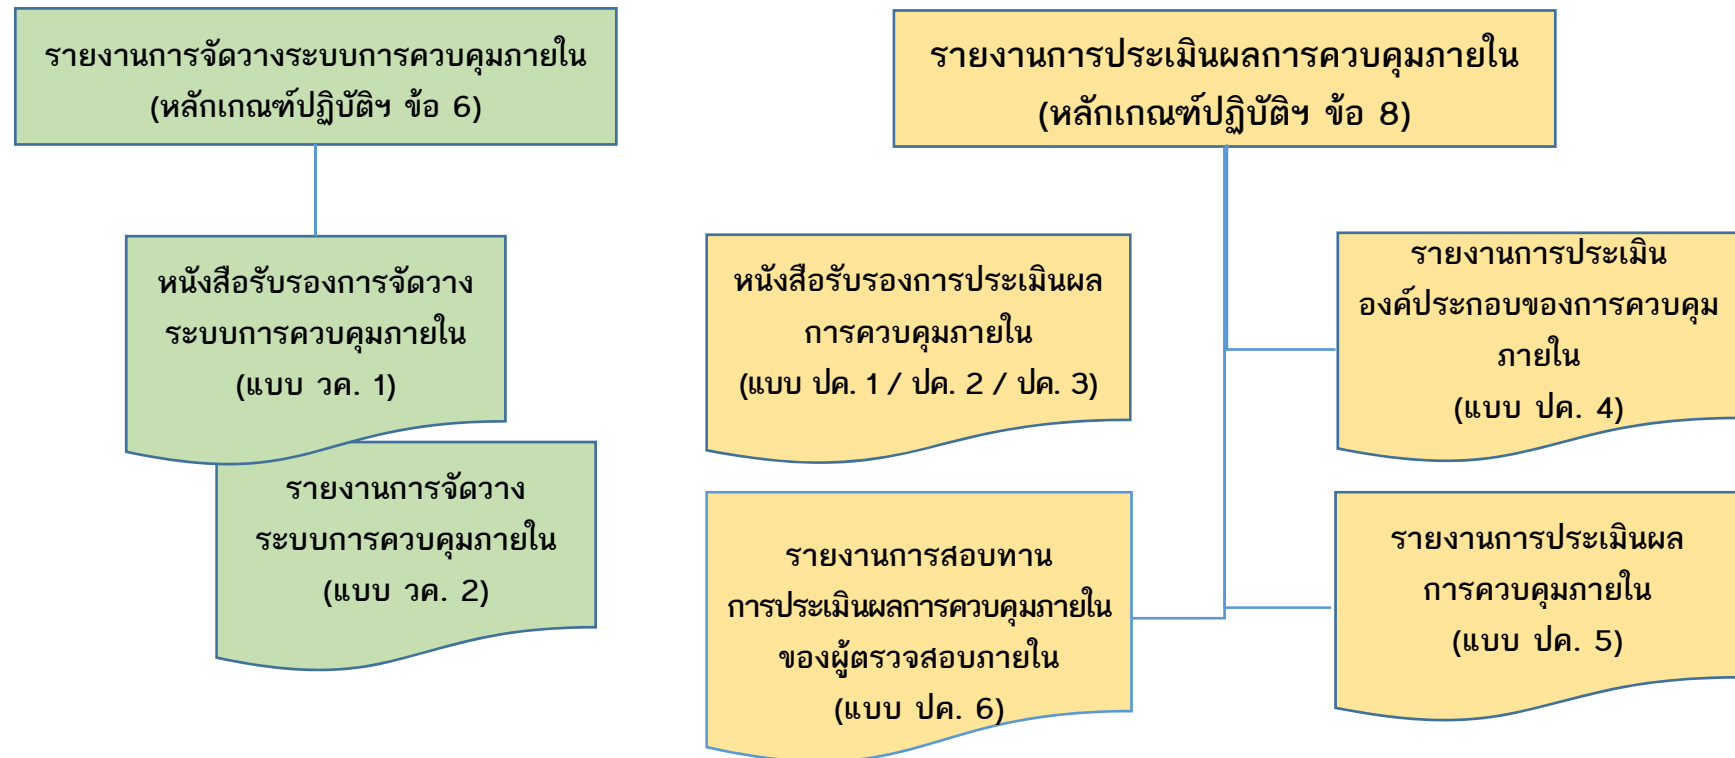 รายงานการจัดวางระบบการควบคุมภายใน
(หลักเกณฑ์ปฏิบัติฯ ข้อ 6)
หนังสือรับรองการจัดวาง
ระบบการควบคุมภายใน
(แบบ วค. 1)
รายงานการจัดวาง
ระบบการควบคุมภายใน
(แบบ วค. 2)
รายงานการประเมินผลการควบคุมภายใน
(หลักเกณฑ์ปฏิบัติฯ ข้อ 8)
หนังสือรับรองการประเมินผล
การควบคุมภายใน
(แบบ ปค. 1 / ปค. 2 / ปค. 3)
รายงานการประเมิน
องค์ประกอบของการควบคุม
ภายใน
(แบบ ปค. 4)
รายงานการสอบทาน
การประเมินผลการควบคุมภายใน
ของผู้ตรวจสอบภายใน
(แบบ ปค. 6)
รายงานการประเมินผล
การควบคุมภายใน
(แบบ ปค. 5)